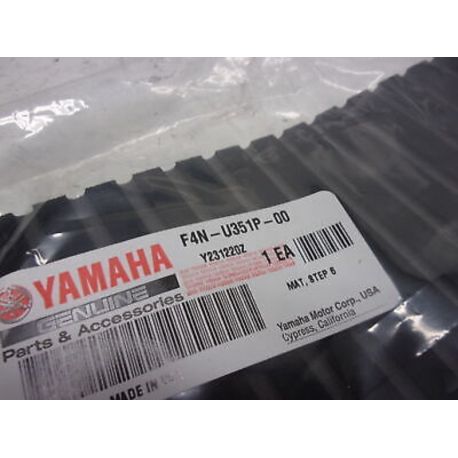 F4N-U351P-00
Y231220Z
1 EA
YAMAHA
GENUINE
Parts & Accessories
MAT, STEP 6
Yamaha Motor Corp., USA
Cypress, California
MADE IN